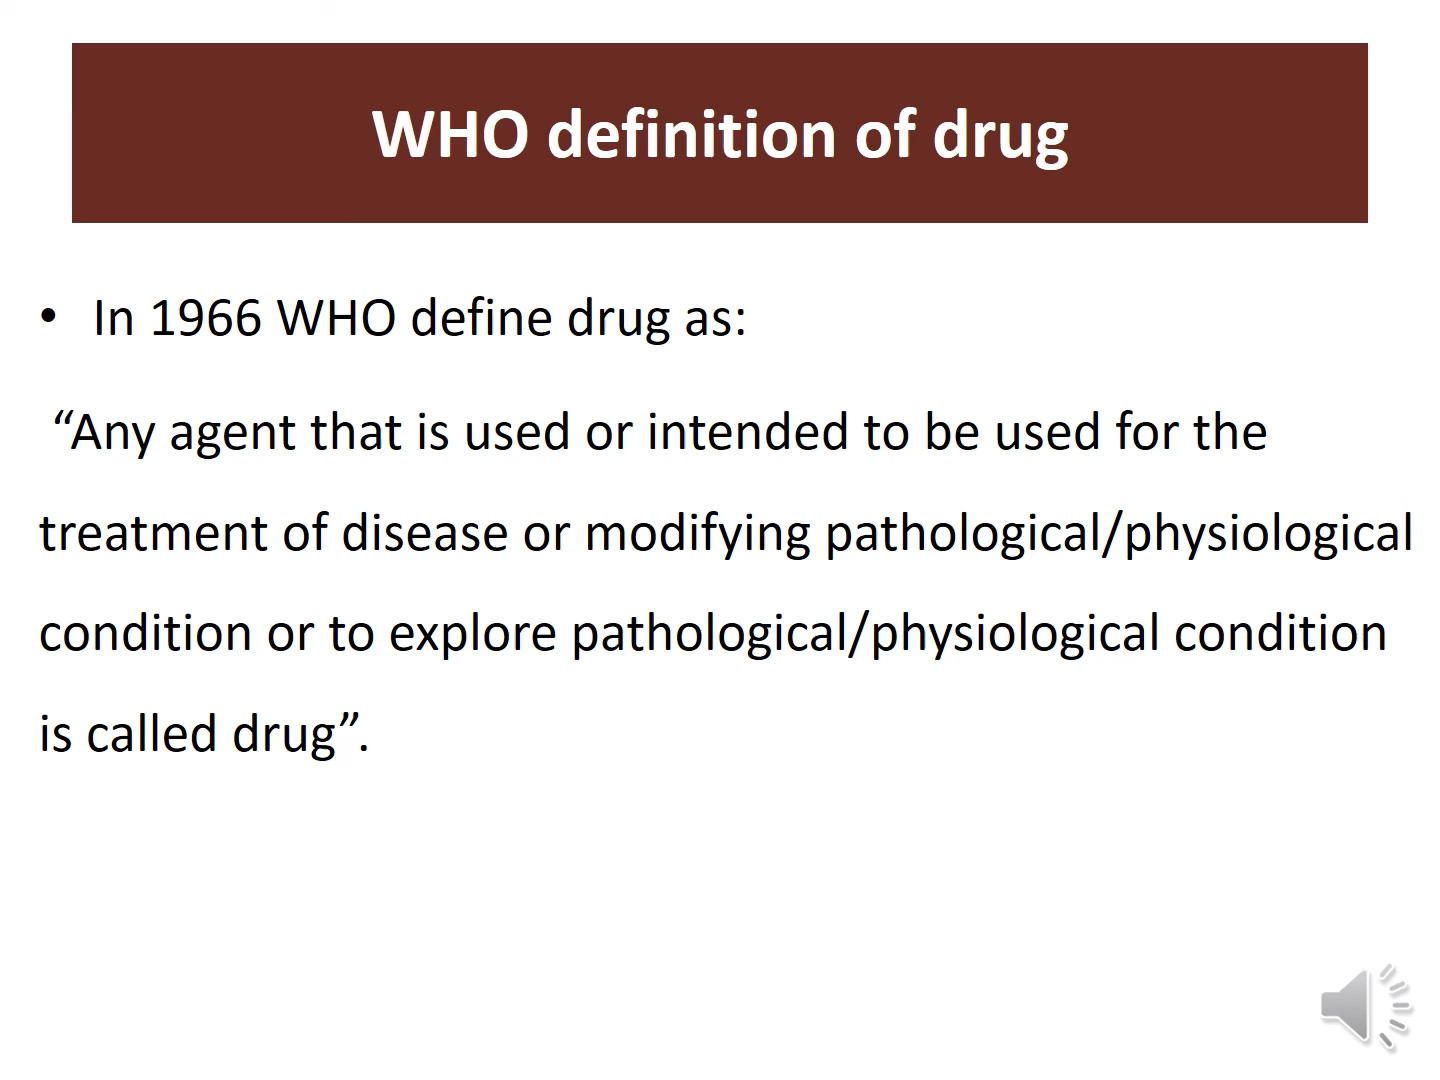 WHO definition of drug
• In 1966 WHO define drug as:
“Any agent that is used or intended to be used for the
treatment of disease or modifying pathological/physiological
condition or to explore pathological/physiological condition
is called drug”.